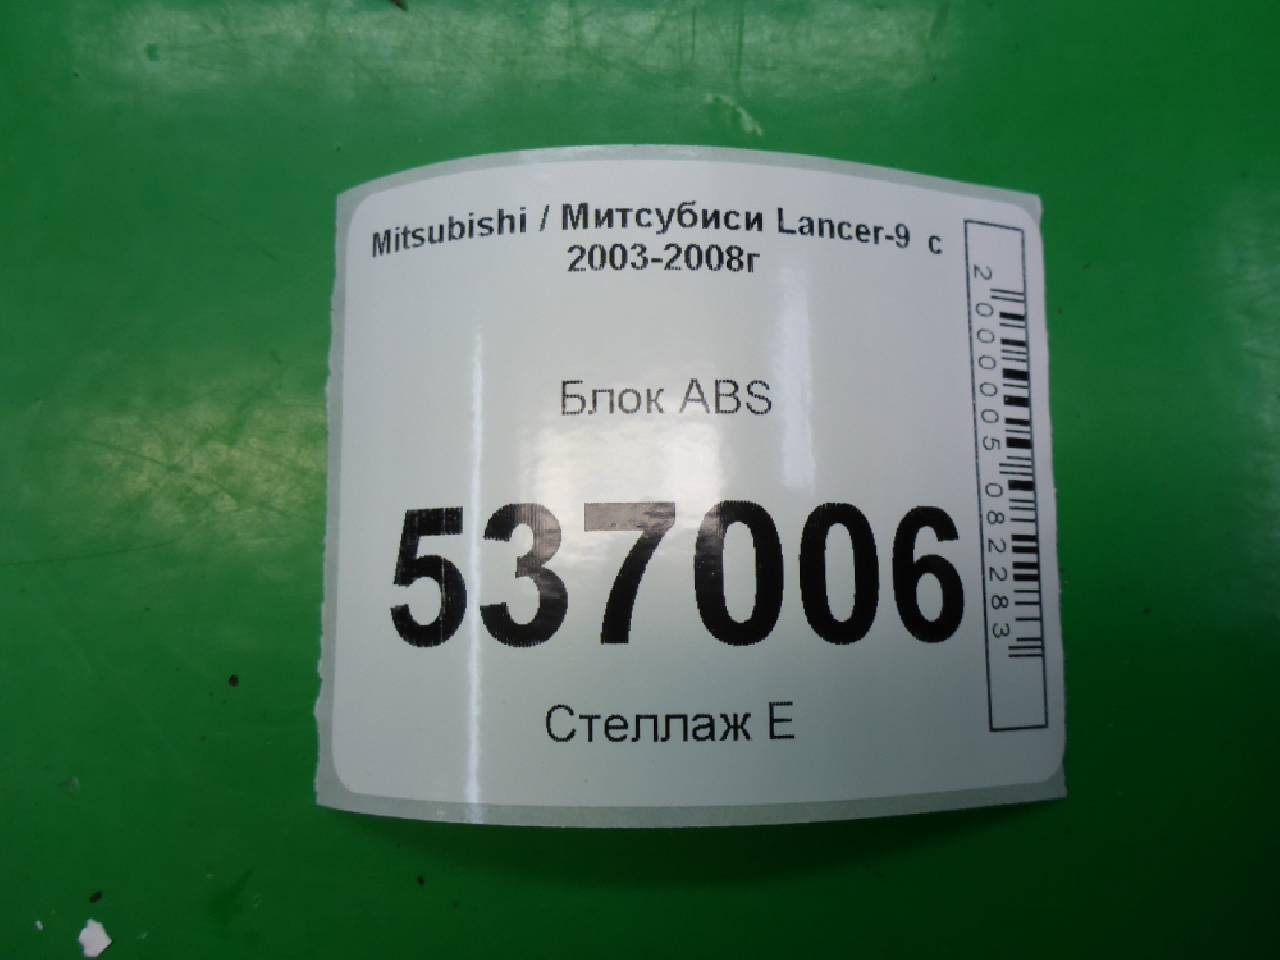 Mitsubishi / Митсубиси Lancer-9 с
2003-2008г
Блок ABS
537006
Стеллаж Е
2000005082283